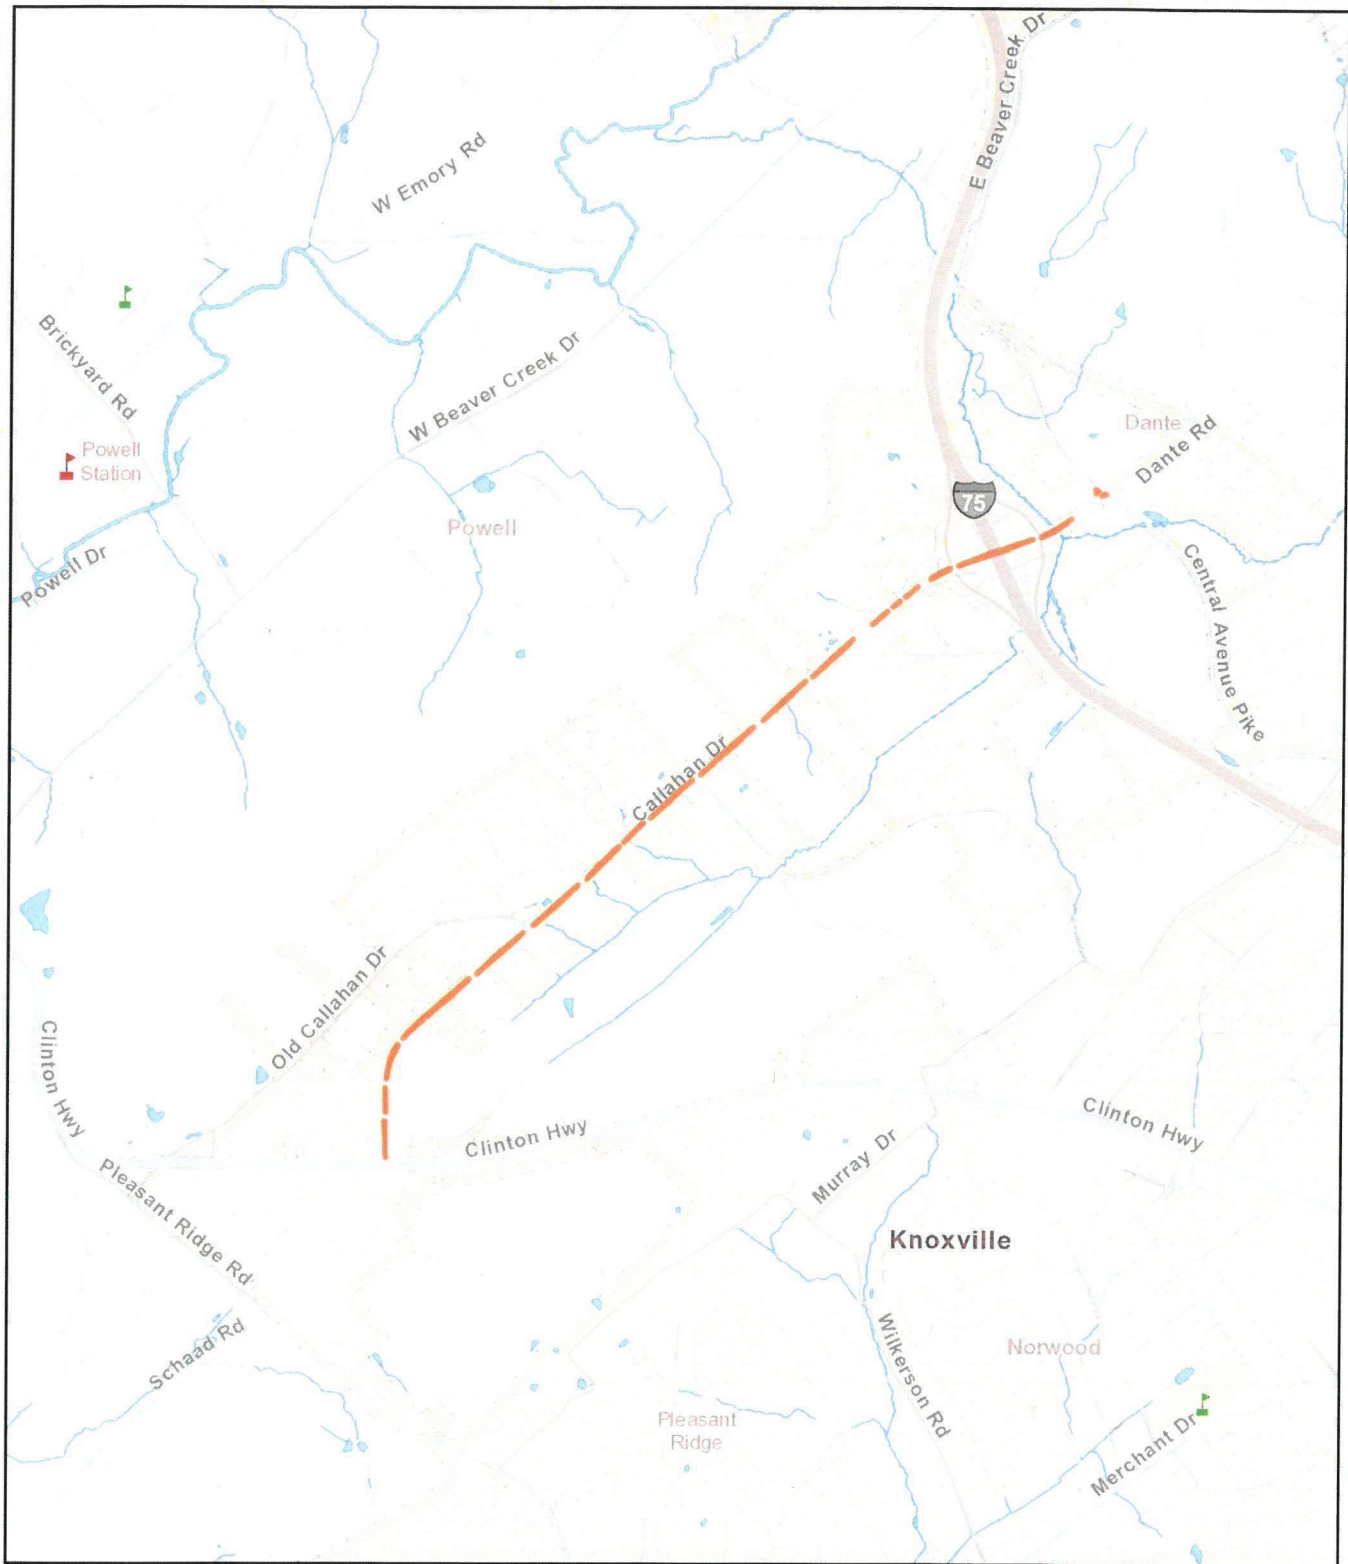 E Beaver Creek Dr
W Emory Rd
Brickyard Rd
W Beaver Creek Dr
Dante
Dante Rd
Powell
Station
75
Powell
Powell Dr
Central Avenue Pike
Callahan Dr
Old Callahan Dr
Clinton Hwy
Clinton Hwy
Clinton Hwy
Murray Dr
Pleasant Ridge Rd
Knoxville
Schaad Rd
Wilkerson Rd
Norwood
Pleasant
Ridge
Merchant Dr